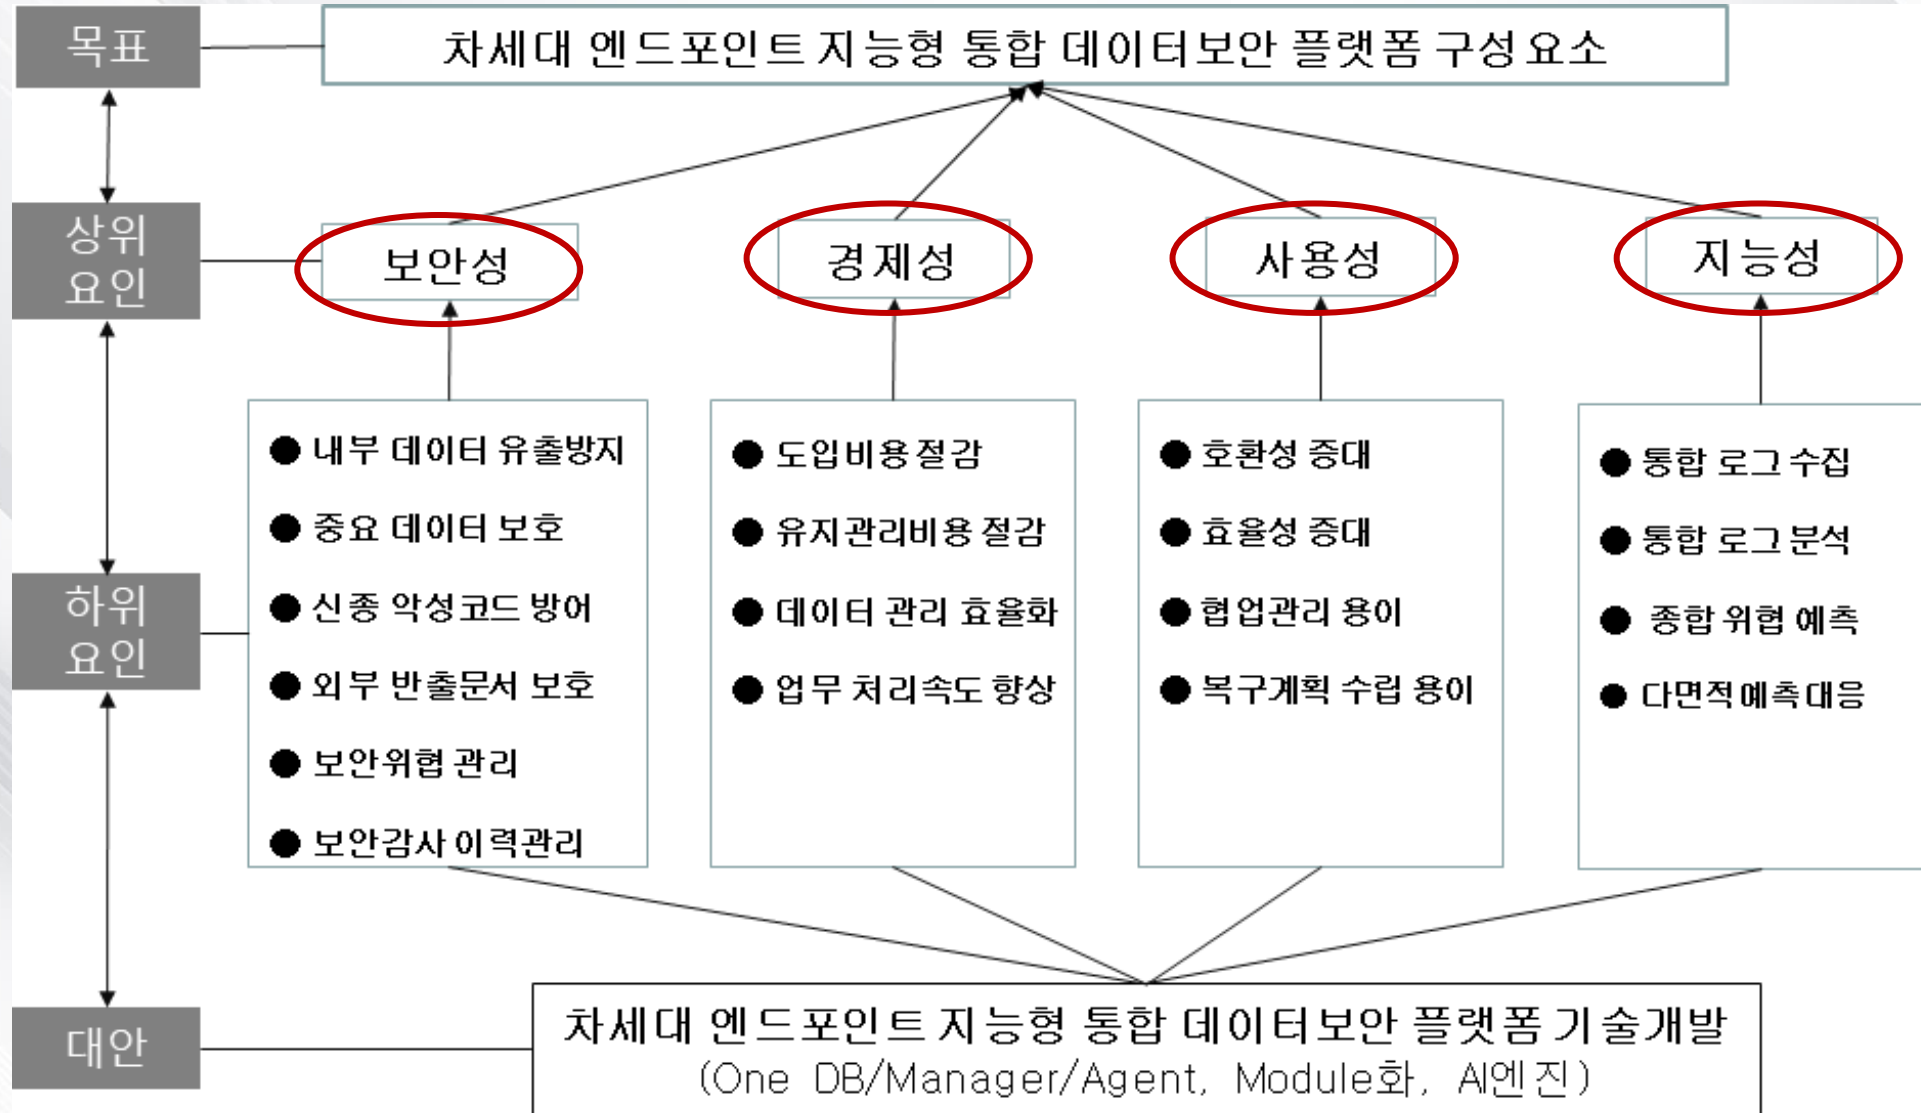 목표
차세대 엔드포인트 지능형 통합 데이터보안 플랫폼 구성요소
상위
요인
보안성
경제성
사용성
지능성
하위
요인
● 내부 데이터 유출방지
● 중요 데이터 보호
● 신종 악성코드 방어
● 외부 반출문서 보호
● 보안위협 관리
● 보안감사 이력관리
● 도입비용절감
● 유지관리비용 절감
● 데이터 관리 효율화
● 업무 처리속도 향상
● 호환성 증대
● 효율성 증대
● 협업관리 용이
● 복구계획 수립 용이
● 통합 로그 수집
● 통합 로그 분석
● 종합 위험 예측
● 다면적예측대응
대안
차세대 엔드포인트 지능형 통합 데이터보안 플랫폼 기술개발
(One DB/Manager/Agent, Module화, AI엔진)